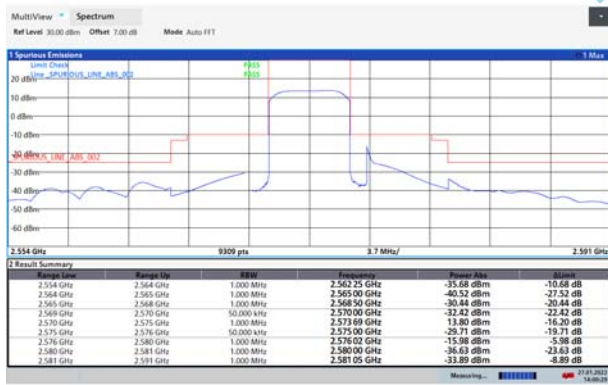 MultiView Spectrum
Ref Level 30.00 dBm Offset 7.00 dB Mode Auto FFT
1 Spurious Emissions 1 Max
Limit Check PASS
Line _SPURIOUS_LINE_ABS_002 PASS
20 dBm
10 dBm
0 dBm
-10 dBm
-20 dBm
_SPURIOUS_LINE_ABS_002
-30 dBm
-40 dBm
-50 dBm
-60 dBm
2.554 GHz 9309 pts 3.7 MHz/ 2.591 GHz
2 Result Summary
Range Low Range Up RBW Frequency Power Abs ΔLimit
2.554 GHz 2.564 GHz 1.000 MHz 2.562 25 GHz -35.68 dBm -10.68 dB
2.564 GHz 2.565 GHz 1.000 MHz 2.565 00 GHz -40.52 dBm -27.52 dB
2.565 GHz 2.568 GHz 1.000 MHz 2.568 50 GHz -30.44 dBm -20.44 dB
2.569 GHz 2.570 GHz 50.000 kHz 2.570 00 GHz -32.42 dBm -22.42 dB
2.570 GHz 2.575 GHz 1.000 MHz 2.573 69 GHz 13.80 dBm -16.20 dB
2.575 GHz 2.576 GHz 50.000 kHz 2.575 00 GHz -29.71 dBm -19.71 dB
2.576 GHz 2.580 GHz 1.000 MHz 2.576 02 GHz -15.98 dBm -5.98 dB
2.580 GHz 2.581 GHz 1.000 MHz 2.580 00 GHz -36.63 dBm -23.63 dB
2.581 GHz 2.591 GHz 1.000 MHz 2.581 05 GHz -33.89 dBm -8.89 dB
Measuring... 27.01.2022
14:00:29